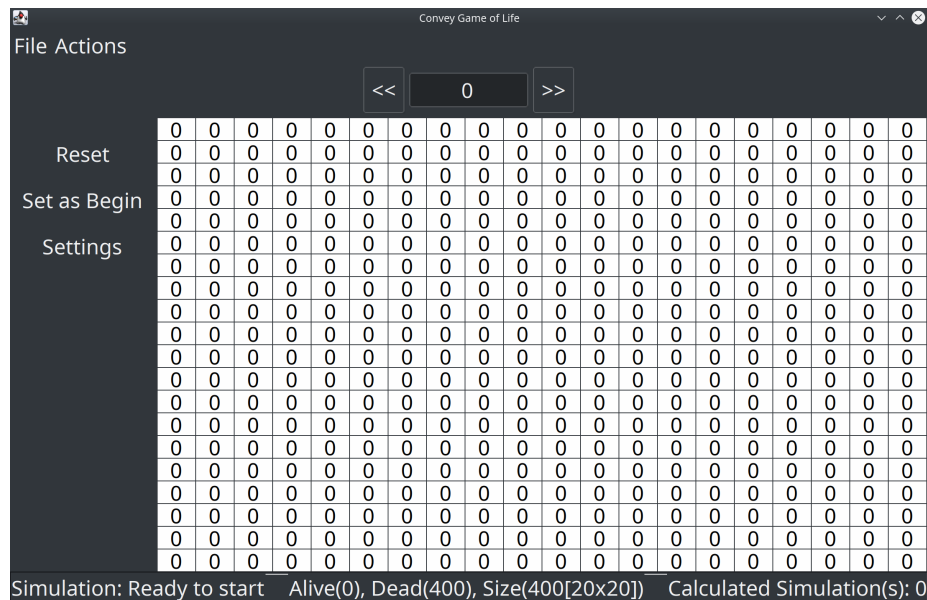 Convey Game of Life
File Actions
<< 0 >>
0 0 0 0 0 0 0 0 0 0 0 0 0 0 0 0 0 0 0 0
Reset 0 0 0 0 0 0 0 0 0 0 0 0 0 0 0 0 0 0 0 0
0 0 0 0 0 0 0 0 0 0 0 0 0 0 0 0 0 0 0 0
Set as Begin 0 0 0 0 0 0 0 0 0 0 0 0 0 0 0 0 0 0 0 0
0 0 0 0 0 0 0 0 0 0 0 0 0 0 0 0 0 0 0 0
Settings 0 0 0 0 0 0 0 0 0 0 0 0 0 0 0 0 0 0 0 0
0 0 0 0 0 0 0 0 0 0 0 0 0 0 0 0 0 0 0 0
0 0 0 0 0 0 0 0 0 0 0 0 0 0 0 0 0 0 0 0
0 0 0 0 0 0 0 0 0 0 0 0 0 0 0 0 0 0 0 0
0 0 0 0 0 0 0 0 0 0 0 0 0 0 0 0 0 0 0 0
0 0 0 0 0 0 0 0 0 0 0 0 0 0 0 0 0 0 0 0
0 0 0 0 0 0 0 0 0 0 0 0 0 0 0 0 0 0 0 0
0 0 0 0 0 0 0 0 0 0 0 0 0 0 0 0 0 0 0 0
0 0 0 0 0 0 0 0 0 0 0 0 0 0 0 0 0 0 0 0
0 0 0 0 0 0 0 0 0 0 0 0 0 0 0 0 0 0 0 0
0 0 0 0 0 0 0 0 0 0 0 0 0 0 0 0 0 0 0 0
0 0 0 0 0 0 0 0 0 0 0 0 0 0 0 0 0 0 0 0
0 0 0 0 0 0 0 0 0 0 0 0 0 0 0 0 0 0 0 0
0 0 0 0 0 0 0 0 0 0 0 0 0 0 0 0 0 0 0 0
0 0 0 0 0 0 0 0 0 0 0 0 0 0 0 0 0 0 0 0
Simulation: Ready to start Alive(0), Dead(400), Size(400[20x20]) Calculated Simulation(s): 0